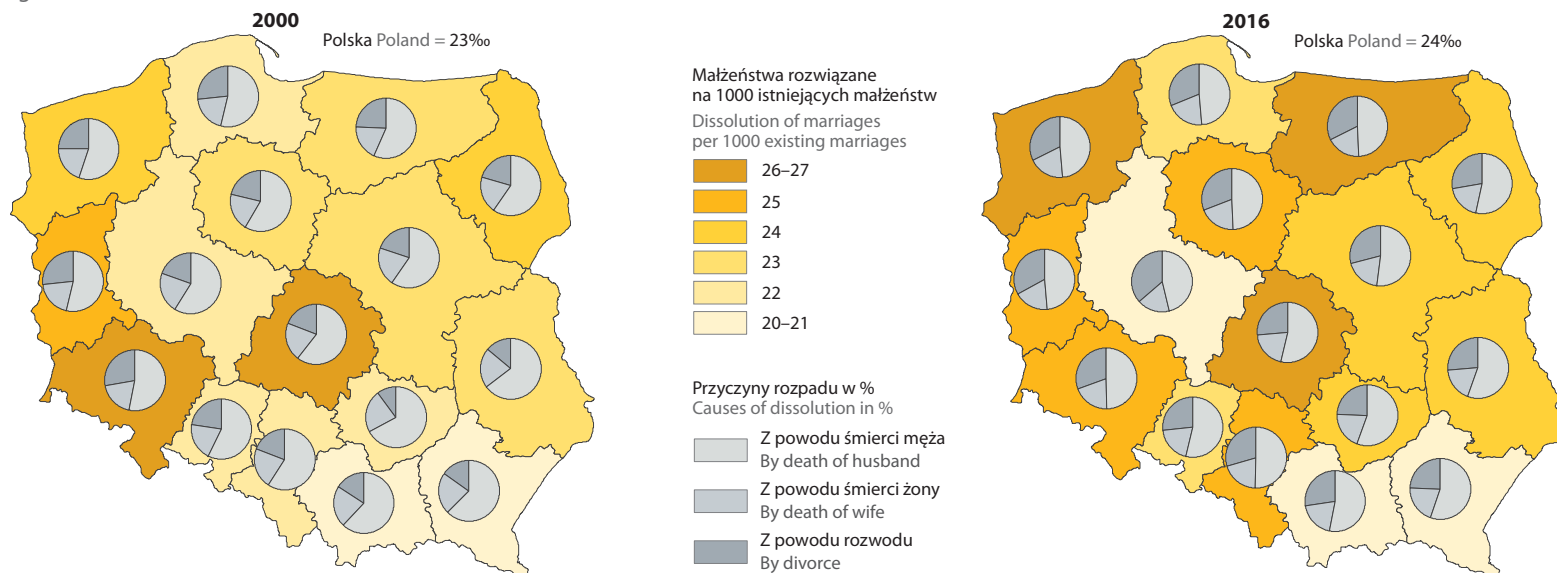 2000
Polska Poland = 23‰
Małżeństwa rozwiązane
na 1000 istniejących małżeństw
Dissolution of marriages
per 1000 existing marriages
26–27
25
24
23
22
20–21
Przyczyny rozpadu w %
Causes of dissolution in %
Z powodu śmierci męża
By death of husband
Z powodu śmierci żony
By death of wife
Z powodu rozwodu
By divorce
2016
Polska Poland = 24‰